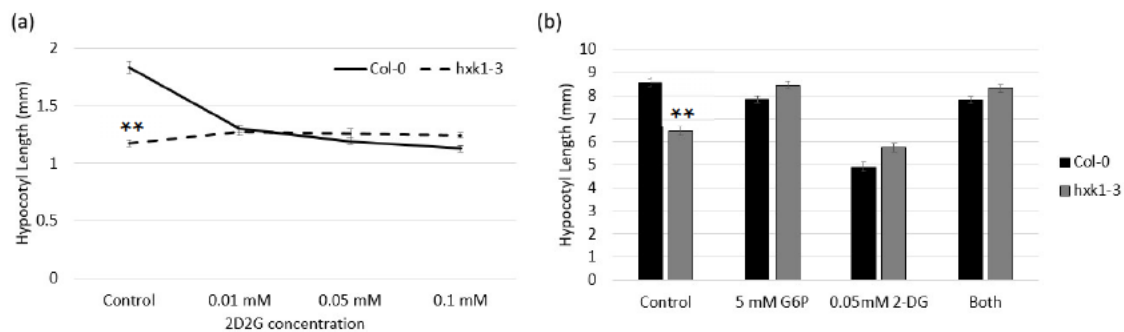 (a)
Hypocotyl Length (mm)
2
1.5
1
0.5
0
Col-0 hxk1-3
**
Control 0.01 mM 0.05 mM 0.1 mM
2D2G concentration
(b)
Hypocotyl Length (mm)
10
9
8
7
6
5
4
3
2
1
0
**
Control 5 mM G6P 0.05mM 2-DG Both
Col-0
hxk1-3